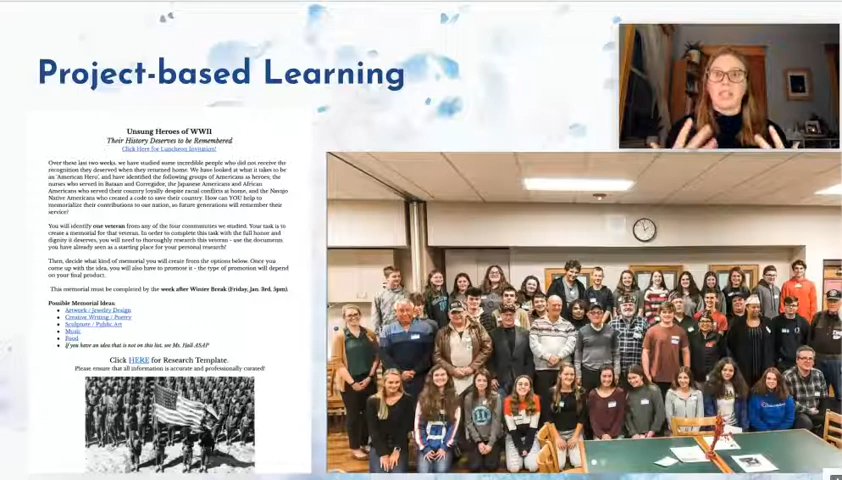 Project-based Learning
Unsung Heroes of WWII
Their History Deserves to be Remembered
Click Here for Luncheon Invitation!
Over these last two weeks, we have studied some incredible people who did not receive the
recognition they deserved when they returned home. We have looked at what it takes to be
an 'American Hero', and have identified the following groups of Americans as heroes; the
nurses who served in Bataan and Corregidor, the Japanese Americans and African
Americans who served their country loyally despite racial conflicts at home, and the Navajo
Native Americans who created a code to save their country. How can YOU help to
memorialize their contributions to our nation, so future generations will remember their
service?
You will identify one veteran from any of the four communities we studied. Your task is to
create a memorial for that veteran. In order to complete this task with the full honor and
dignity it deserves, you will need to thoroughly research this veteran - use the documents
you have already seen as a starting place for your personal research!
Then, decide what kind of memorial you will create from the options below. Once you
come up with the idea, you will also have to promote it - the type of promotion will depend
on your final product.
This memorial must be completed by the week after Winter Break (Friday, Jan. 3rd, 3pm).
Possible Memorial Ideas:
Artwork / Jewelry Design
Creative Writing / Poetry
Sculpture / Public Art
Music
Food
If you have an idea that is not on this list, see Ms. Hall ASAP
Click HERE for Research Template.
Please ensure that all information is accurate and professionally curated!